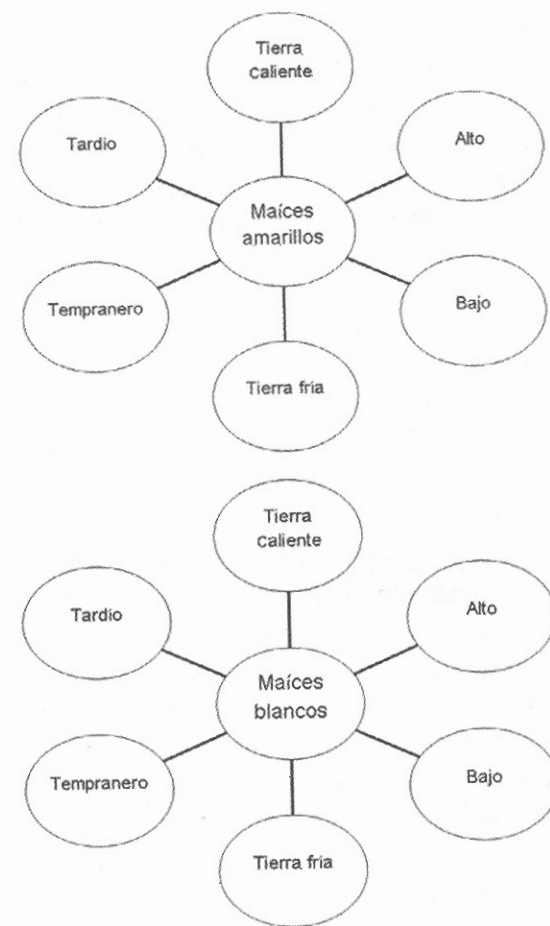 Tierra
caliente
Tardio
Alto
Maíces
amarillos
Tempranero
Bajo
Tierra fria
Tierra
caliente
Tardio
Alto
Maíces
blancos
Tempranero
Bajo
Tierra fria